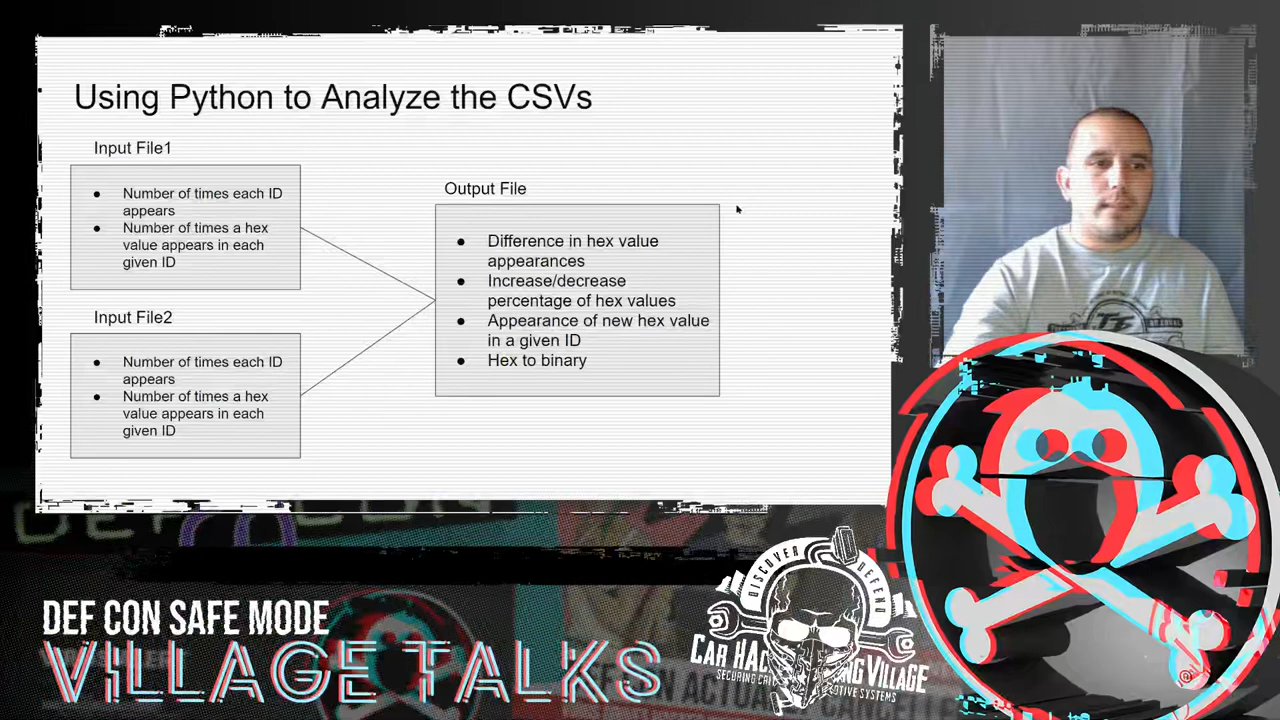 Using Python to Analyze the CSVs
Input File1
● Number of times each ID
appears
● Number of times a hex
value appears in each
given ID
Input File2
● Number of times each ID
appears
● Number of times a hex
value appears in each
given ID
Output File
● Difference in hex value
appearances
● Increase/decrease
percentage of hex values
● Appearance of new hex value
in a given ID
● Hex to binary
DEF CON SAFE MODE
VILLAGE TALKS
DISCOVER
DEFEND
CAR HACKING VILLAGE